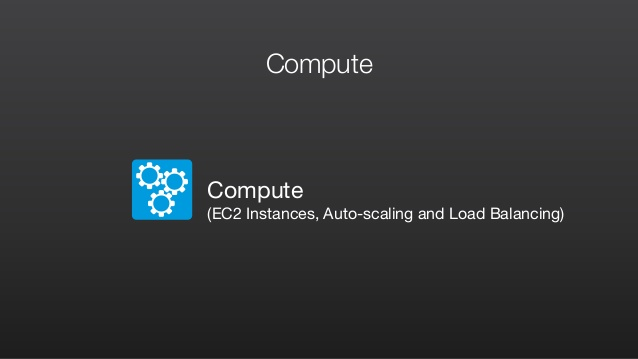 Compute
Compute
(EC2 Instances, Auto-scaling and Load Balancing)